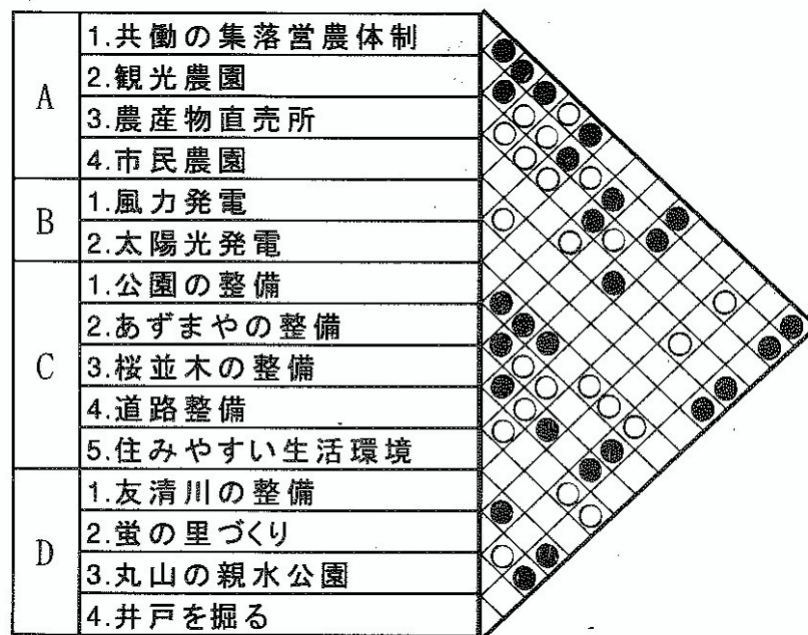 A
1.共働の集落営農体制
2.観光農園
3.農産物直売所
4.市民農園
B
1.風力発電
2.太陽光発電
C
1.公園の整備
2.あずまやの整備
3.桜並木の整備
4.道路整備
5.住みやすい生活環境
D
1.友清川の整備
2.蛍の里づくり
3.丸山の親水公園
4.井戸を掘る